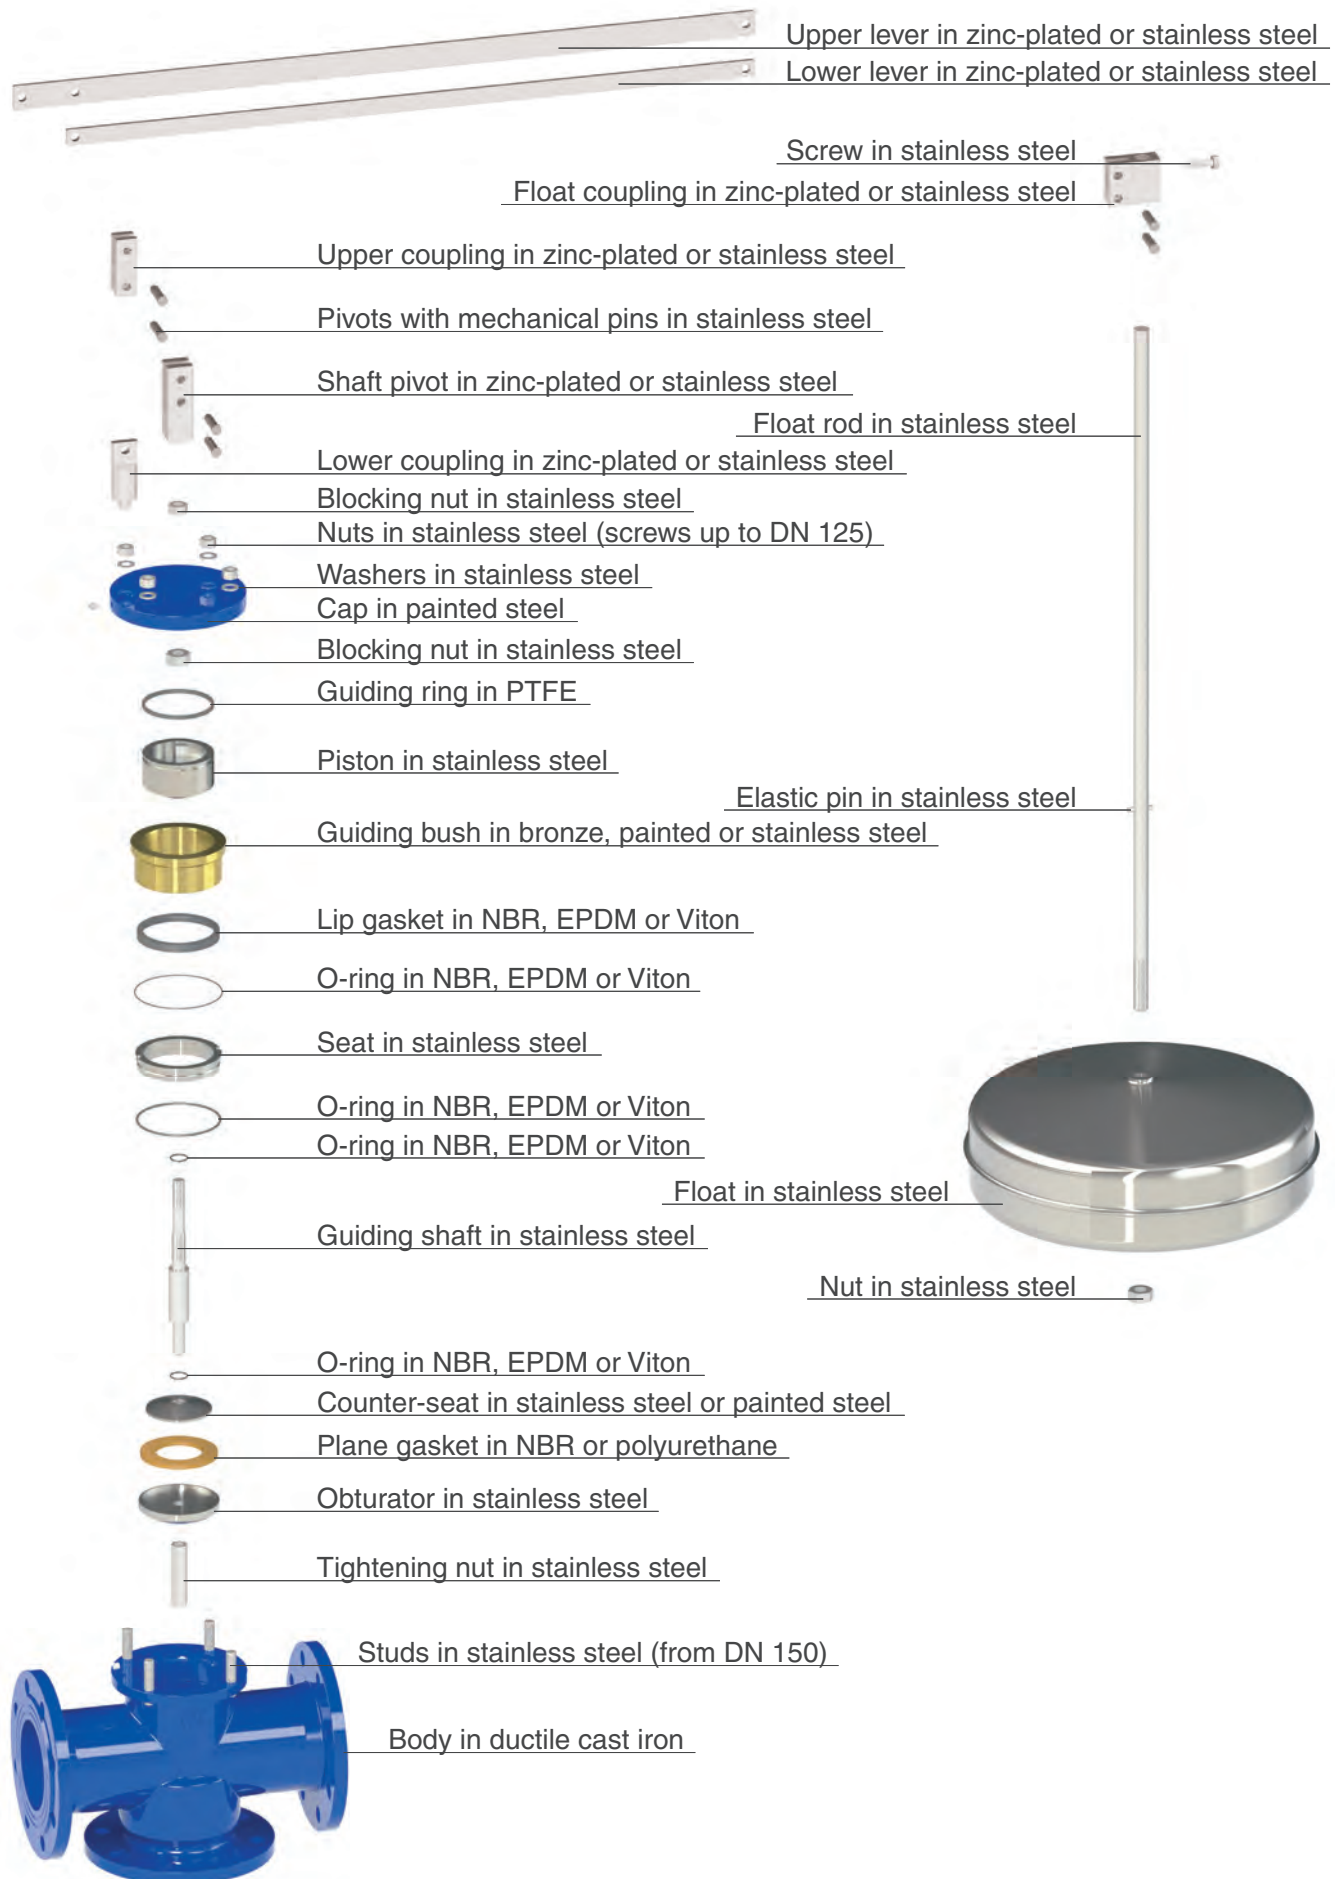 Upper lever in zinc-plated or stainless steel
Lower lever in zinc-plated or stainless steel
Screw in stainless steel
Float coupling in zinc-plated or stainless steel
Upper coupling in zinc-plated or stainless steel
Pivots with mechanical pins in stainless steel
Shaft pivot in zinc-plated or stainless steel
Float rod in stainless steel
Lower coupling in zinc-plated or stainless steel
Blocking nut in stainless steel
Nuts in stainless steel (screws up to DN 125)
Washers in stainless steel
Cap in painted steel
Blocking nut in stainless steel
Guiding ring in PTFE
Piston in stainless steel
Elastic pin in stainless steel
Guiding bush in bronze, painted or stainless steel
Lip gasket in NBR, EPDM or Viton
O-ring in NBR, EPDM or Viton
Seat in stainless steel
O-ring in NBR, EPDM or Viton
O-ring in NBR, EPDM or Viton
Float in stainless steel
Guiding shaft in stainless steel
Nut in stainless steel
O-ring in NBR, EPDM or Viton
Counter-seat in stainless steel or painted steel
Plane gasket in NBR or polyurethane
Obturator in stainless steel
Tightening nut in stainless steel
Studs in stainless steel (from DN 150)
Body in ductile cast iron